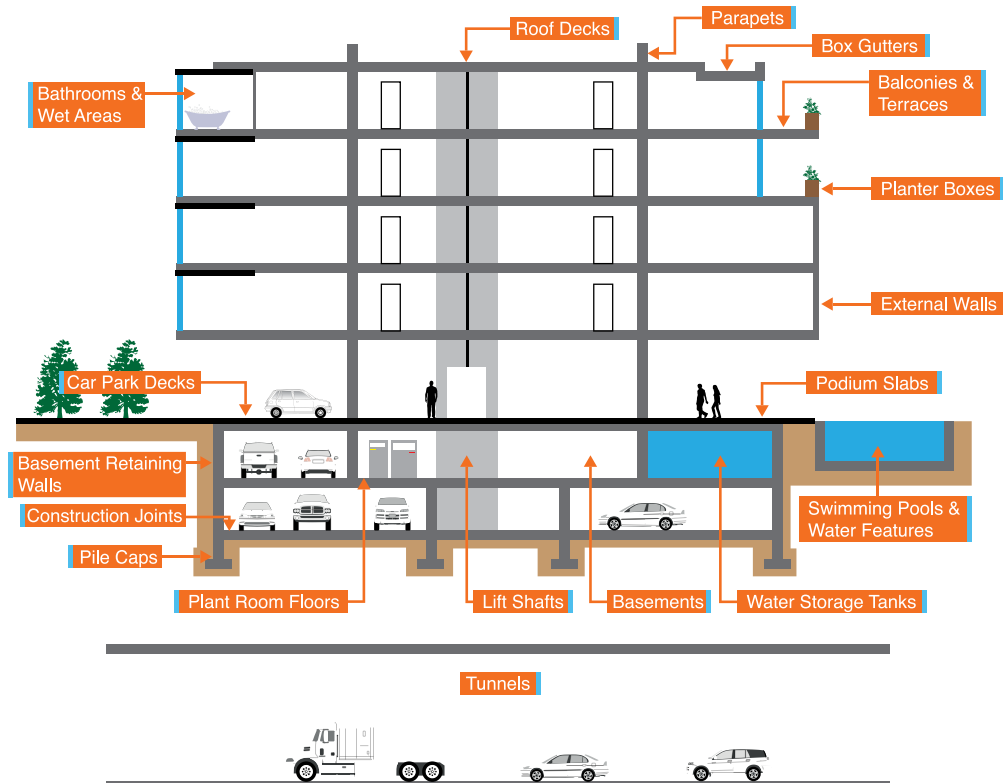 Roof Decks
Parapets
Box Gutters
Bathrooms &
Wet Areas
Balconies &
Terraces
Planter Boxes
External Walls
Car Park Decks
Podium Slabs
Basement Retaining
Walls
Construction Joints
Swimming Pools &
Water Features
Pile Caps
Plant Room Floors
Lift Shafts
Basements
Water Storage Tanks
Tunnels